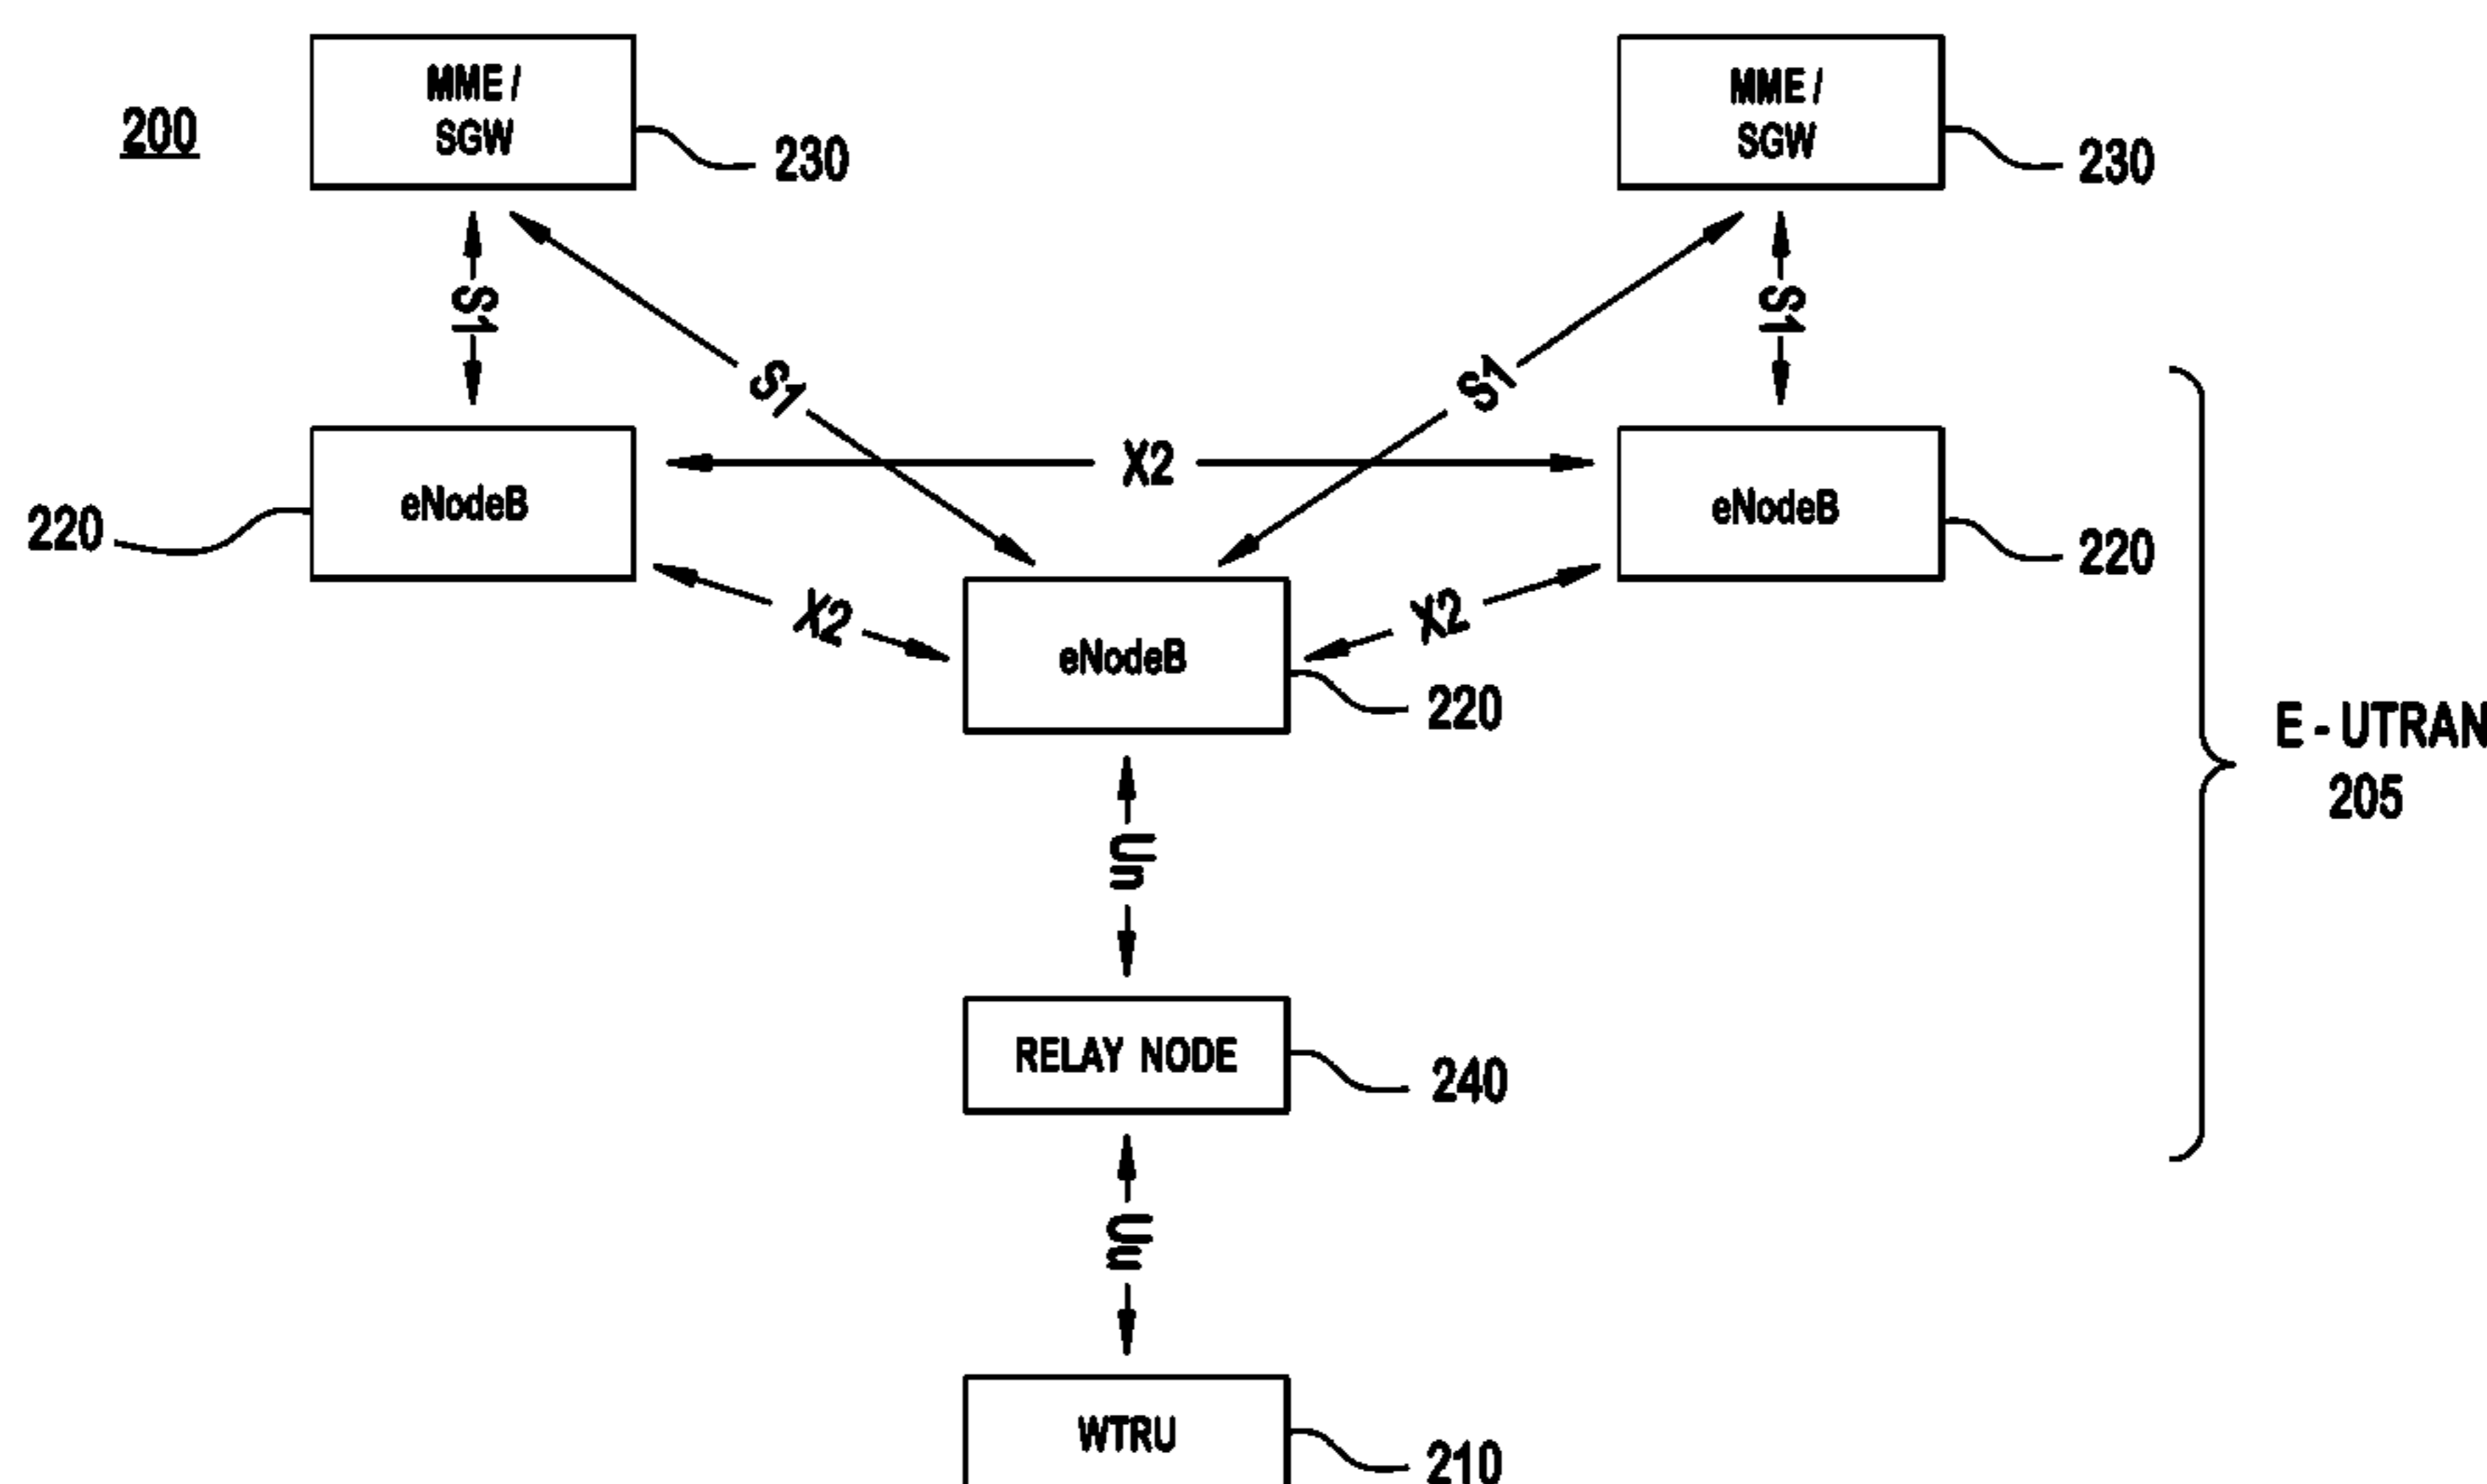 200
MME /
SGW
230
MME /
SGW
230
S1
S1
S1
S1
X2
220
eNodeB
eNodeB
220
X2
X2
eNodeB
220
E - UTRAN
205
Un
RELAY NODE
240
Ue
WTRU
210